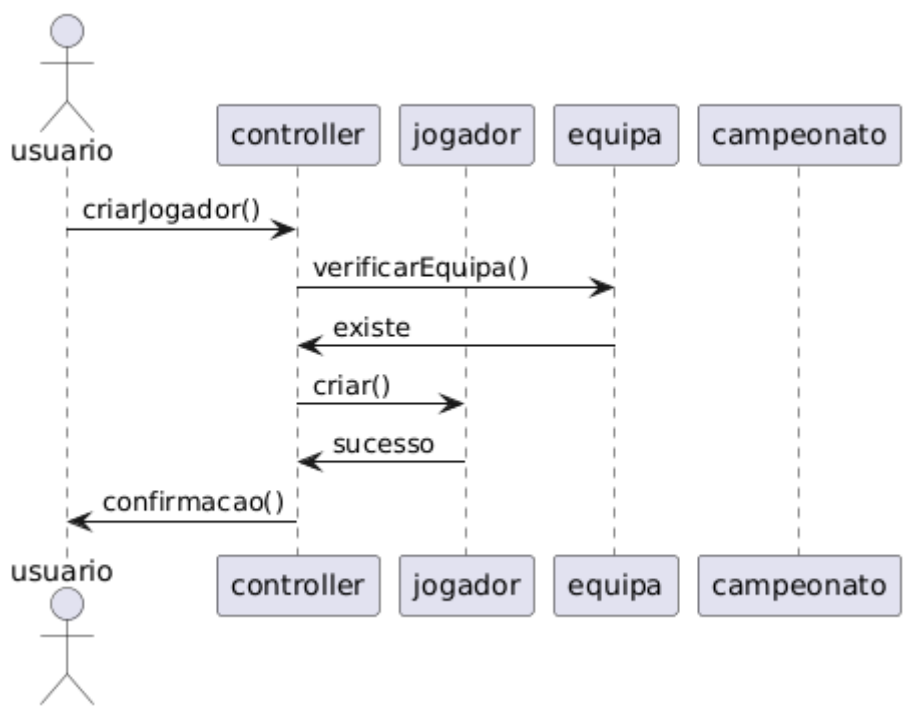 usuario
controller
jogador
equipa
campeonato
criarJogador()
verificarEquipa()
existe
criar()
sucesso
confirmacao()
usuario
controller
jogador
equipa
campeonato